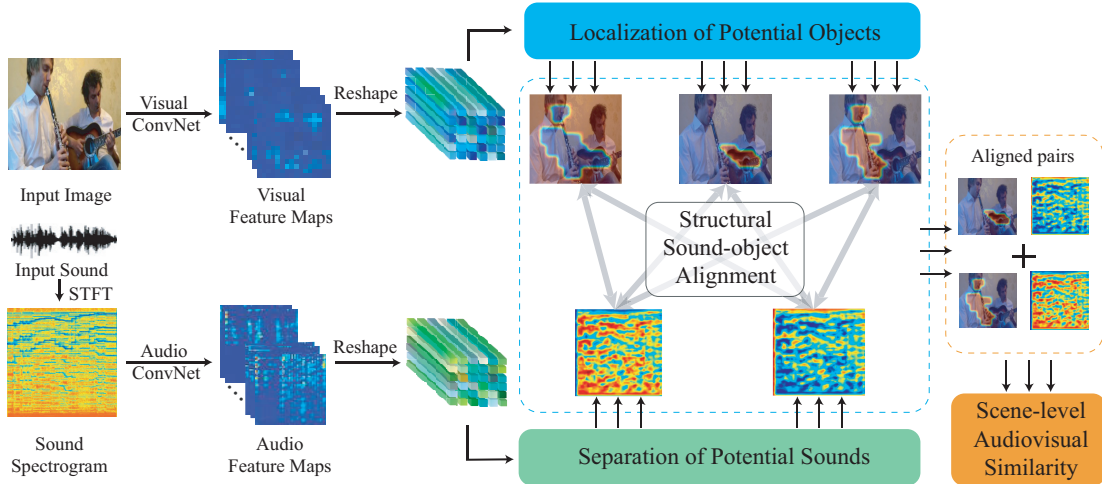 Localization of Potential Objects
Visual
ConvNet
Reshape
Input Image
Visual
Feature Maps
Input Sound
STFT
Structural
Sound-object
Alignment
Aligned pairs
+
Audio
ConvNet
Reshape
Sound
Spectrogram
Audio
Feature Maps
Separation of Potential Sounds
Scene-level
Audiovisual
Similarity